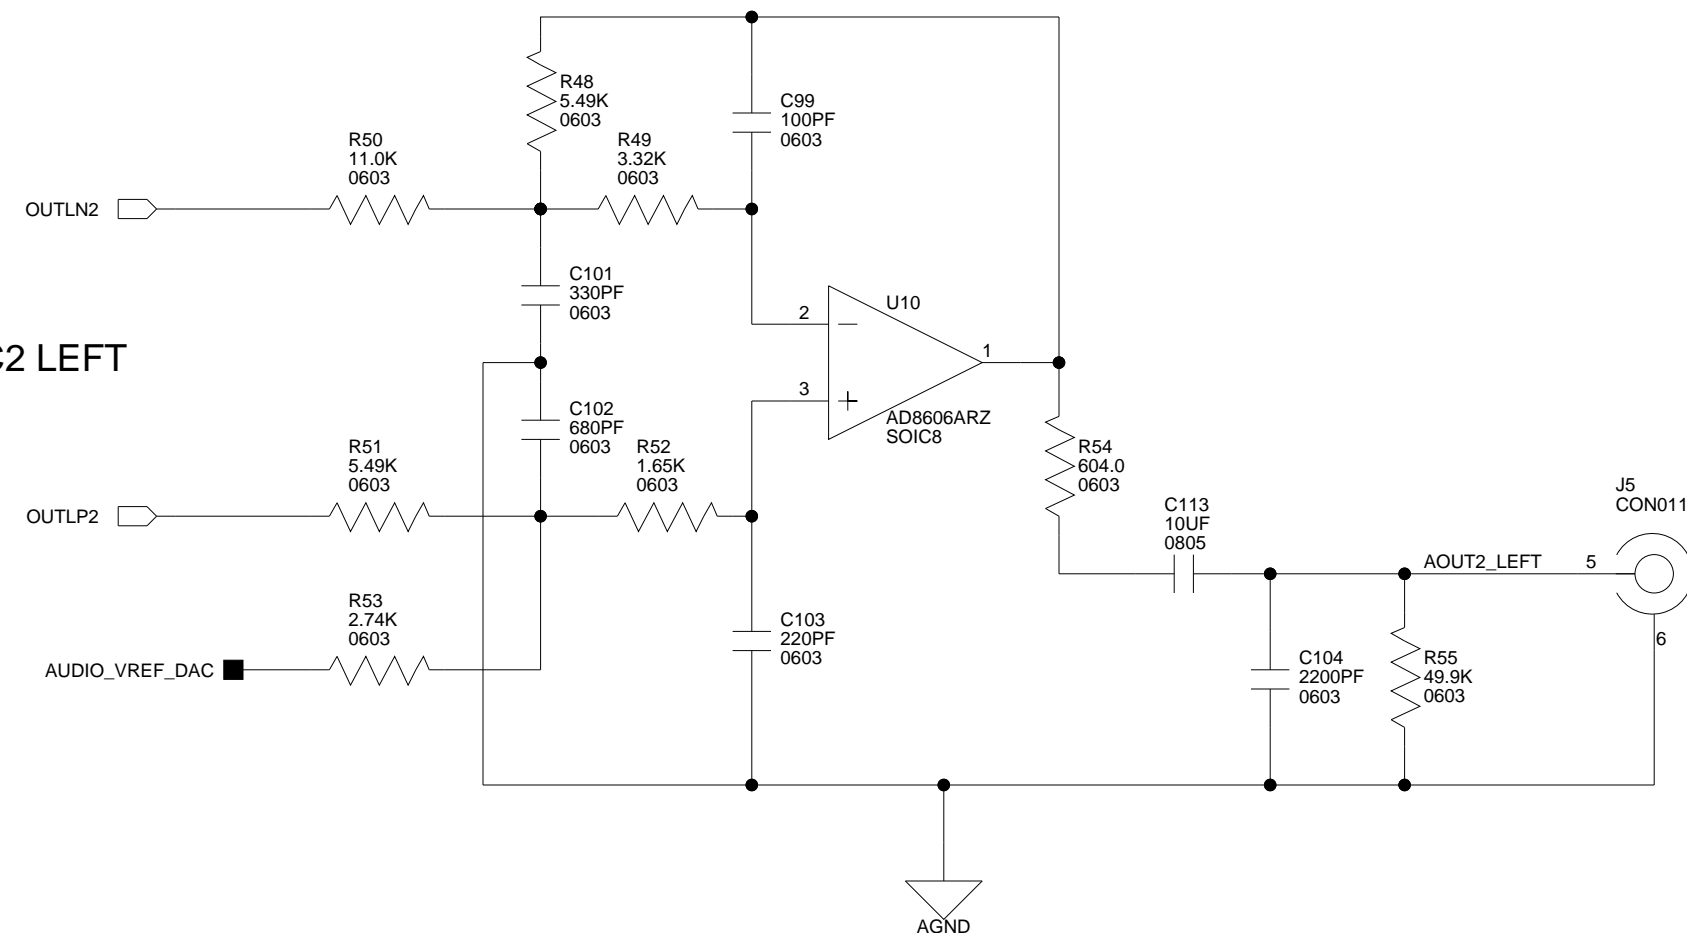 R48
5.49K
0603
C99
100PF
0603
R50
11.0K
0603
R49
3.32K
0603
OUTLN2
C101
330PF
0603
U10
2
1
3
C2 LEFT
C102
680PF
0603
AD8606ARZ
SOIC8
R51
5.49K
0603
R52
1.65K
0603
R54
604.0
0603
OUTLP2
J5
CON011
C113
10UF
0805
AOUT2_LEFT
5
R53
2.74K
0603
C103
220PF
0603
6
AUDIO_VREF_DAC
C104
2200PF
0603
R55
49.9K
0603
AGND